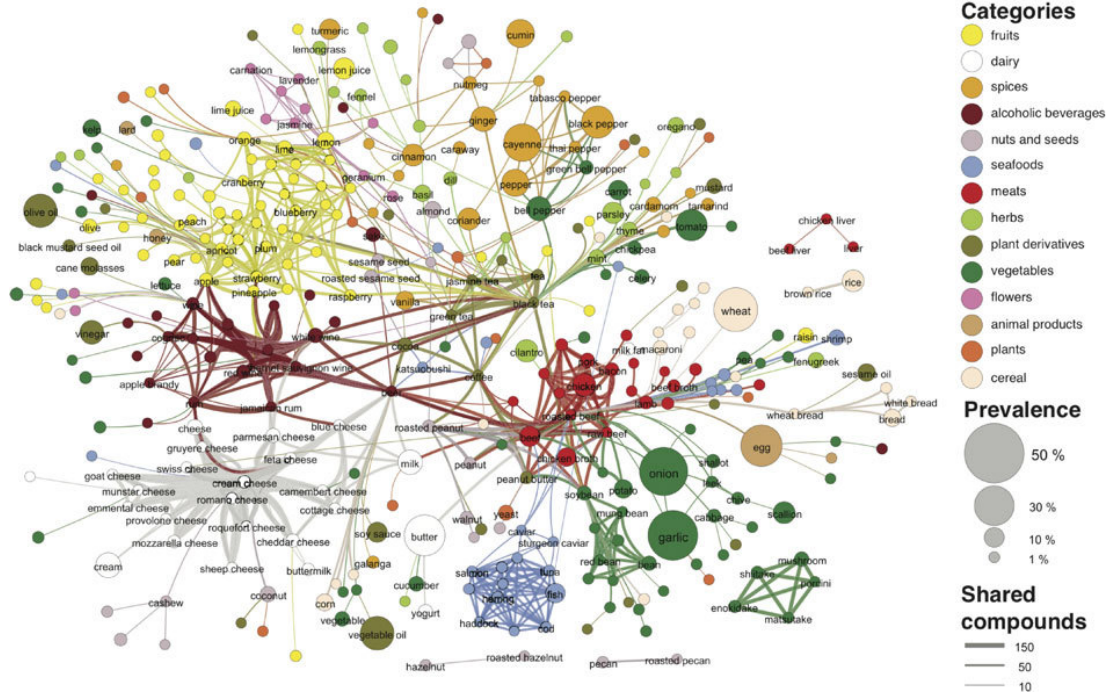 Categories
fruits
dairy
spices
alcoholic beverages
nuts and seeds
seafoods
meats
herbs
plant derivatives
vegetables
flowers
animal products
plants
cereal
Prevalence
50 %
30 %
10 %
1 %
Shared
compounds
150
50
10
turmeric
lemongrass
lemon juice
carnation
lavender
fennel
lime juice
jasmine
kelp
lard
orange
lime
lemon
cumin
nutmeg
tabasco pepper
ginger
black pepper
cayenne
thai pepper
oregano
cinnamon
caraway
green bell pepper
cranberry
geranium
basil
dill
pepper
carrot
mustard
cardamom
tamarind
rose
almond
parsley
bell pepper
coriander
thyme
tomato
chicken liver
beef liver
liver
olive oil
peach
blueberry
olive
honey
black mustard seed oil
apricot
plum
sesame seed
chickpea
mint
pear
cane molasses
apple
strawberry
roasted sesame seed
jasmine tea
tea
celery
brown rice
rice
lettuce
pineapple
raspberry
vanilla
black tea
green tea
wheat
vinegar
white wine
cocoa
cilantro
milk fat
macaroni
raisin
shrimp
red wine
katsuobushi
coffee
pork
bacon
pea
fenugreek
apple brandy
chicken
beef broth
sesame oil
rum
jamaican rum
roasted beef
lamb
wheat bread
white bread
bread
cheese
parmesan cheese
blue cheese
roasted peanut
beef
raw beef
gruyere cheese
feta cheese
egg
swiss cheese
milk
peanut
chicken broth
goat cheese
cream cheese
camembert cheese
peanut butter
onion
shallot
munster cheese
romano cheese
cottage cheese
soybean
potato
leek
emmental cheese
provolone cheese
roquefort cheese
walnut
yeast
mung bean
chive
scallion
mozzarella cheese
cheddar cheese
soy sauce
butter
caviar
sturgeon caviar
garlic
cabbage
cream
sheep cheese
buttermilk
galanga
cucumber
salmon
tuna
red bean
bean
mushroom
shiitake
porcini
cashew
coconut
corn
yogurt
herring
fish
enokidake
matsutake
vegetable
haddock
cod
vegetable oil
hazelnut
roasted hazelnut
pecan
roasted pecan